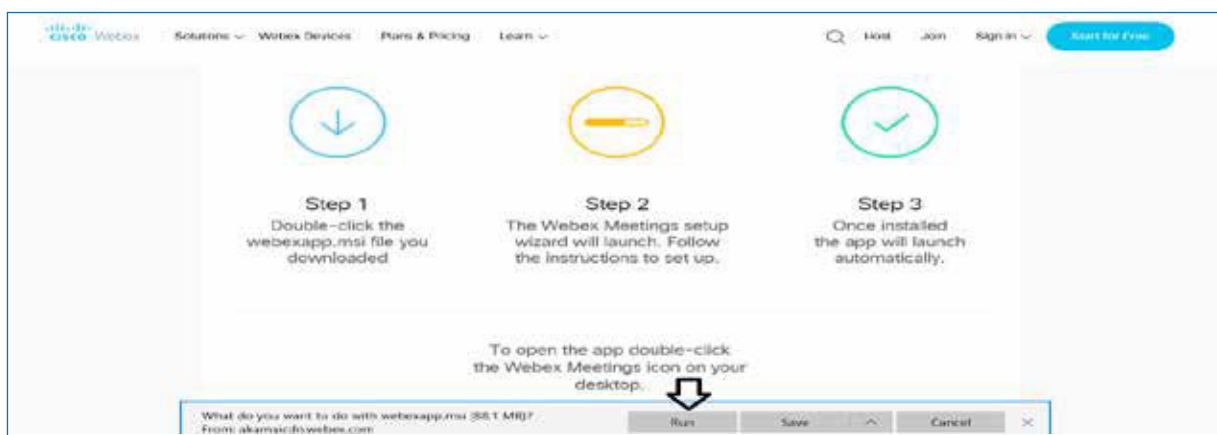 CISCO Webex Solutions Webex Devices Plans & Pricing Learn Host Join Sign in Start for Free
Step 1
Double-click the
webexapp.msi file you
downloaded
Step 2
The Webex Meetings setup
wizard will launch. Follow
the instructions to set up.
Step 3
Once installed
the app will launch
automatically.
To open the app double-click
the Webex Meetings icon on your
desktop.
What do you want to do with webexapp.msi (88.1 MB)?
From: akamaicdn.webex.com
Run Save Cancel